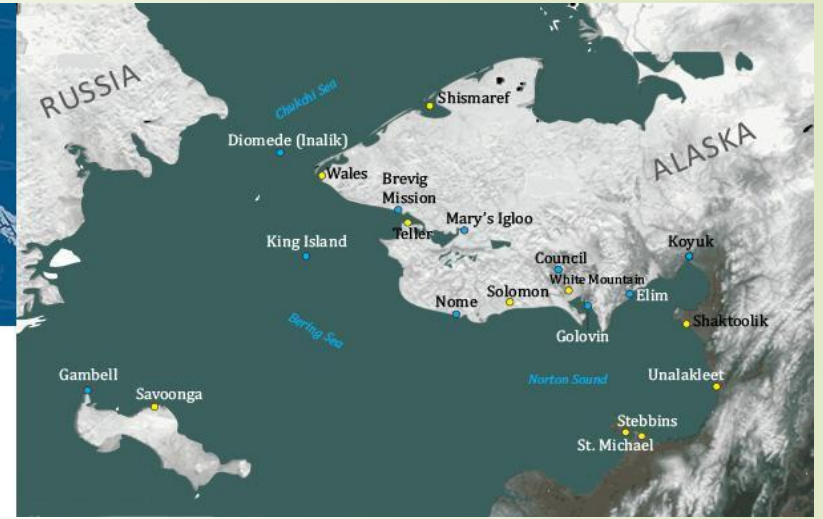 RUSSIA
Chukchi Sea
Shismaref
Diomede (Inalik)
ALASKA
Wales
Brevig
Mission
Teller
Mary's Igloo
King Island
Koyuk
Council
White Mountain
Solomon
Elim
Nome
Golovin
Shaktoolik
Bering Sea
Gambell
Savoonga
Norton Sound
Unalakleet
Stebbins
St. Michael